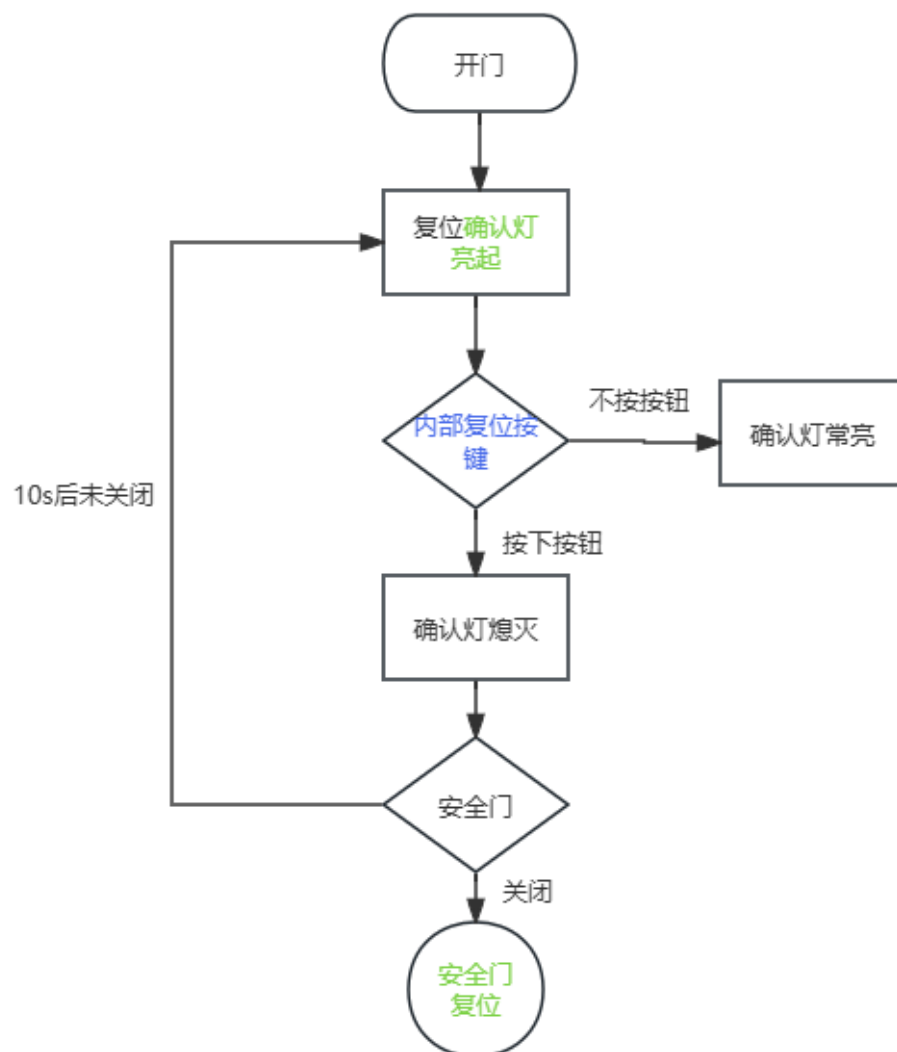 开门
复位确认灯
亮起
内部复位按
键
不按按钮
确认灯常亮
10s后未关闭
按下按钮
确认灯熄灭
安全门
关闭
安全门
复位